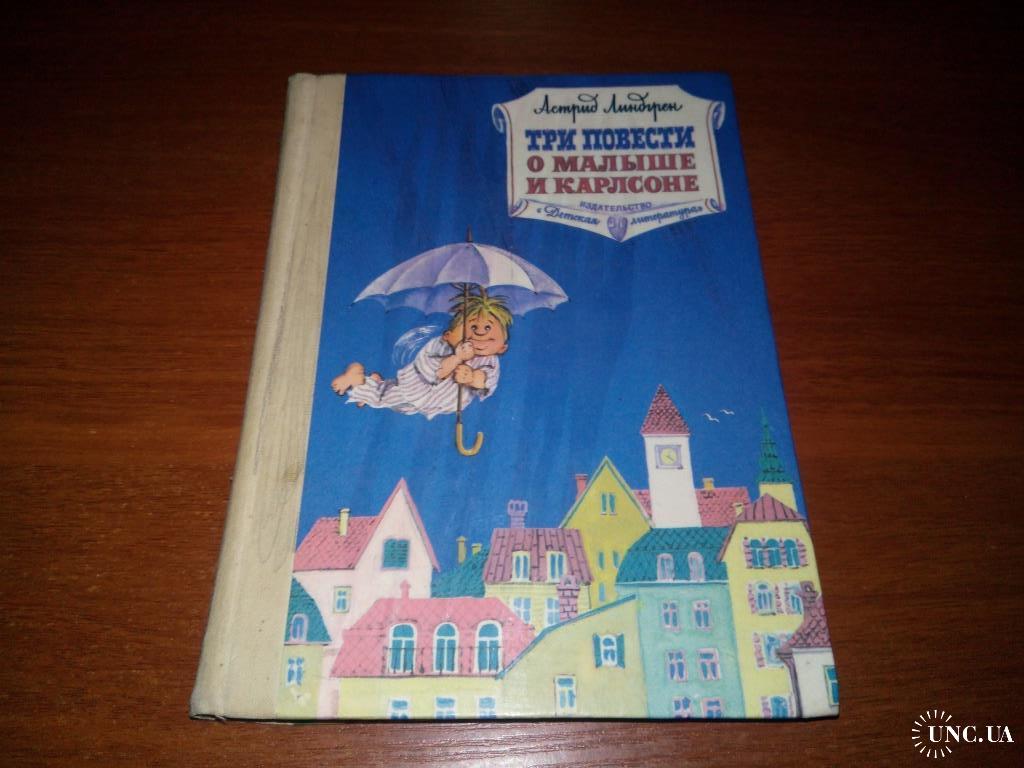 Астрид Линдгрен
ТРИ ПОВЕСТИ
О МАЛЫШЕ
И КАРЛСОНЕ
ИЗДАТЕЛЬСТВО
«Детская литература»
UNC.UA